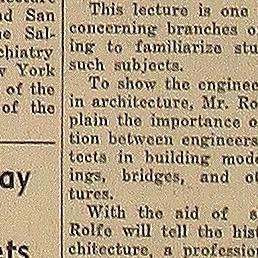 nd San
e Sal-
chiatry
w York
of the
of the
ay
ts
This lecture is one
concerning branches o
ing to familiarize stu
such subjects.
To show the enginee
in architecture, Mr. Ro
plain the importance o
tion between engineers
tects in building mode
ings, bridges, and ot
tures.
With the aid of s
Rolfe will tell the hist
chitecture, a profession